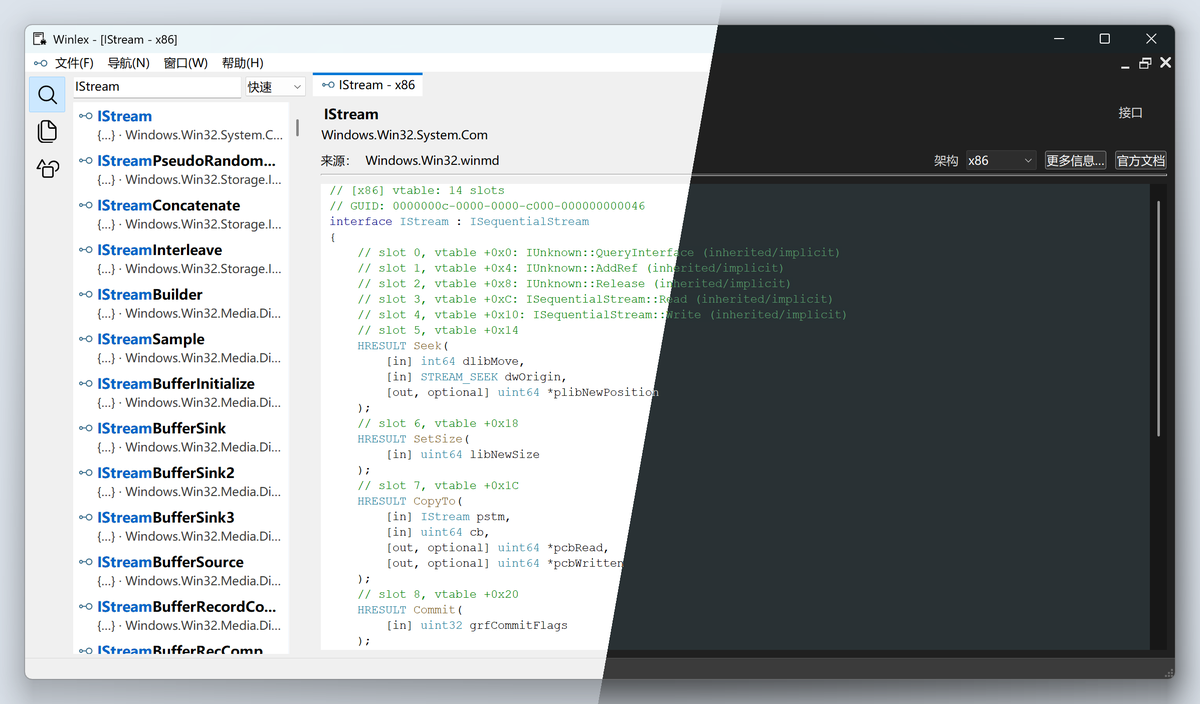 Winlex - [IStream - x86]
文件(F) 导航(N) 窗口(W) 帮助(H)
IStream 快速
IStream
{...} · Windows.Win32.System.C...
IStreamPseudoRandom...
{...} · Windows.Win32.Storage.I...
IStreamConcatenate
{...} · Windows.Win32.Storage.I...
IStreamInterleave
{...} · Windows.Win32.Storage.I...
IStreamBuilder
{...} · Windows.Win32.Media.Di...
IStreamSample
{...} · Windows.Win32.Media.Di...
IStreamBufferInitialize
{...} · Windows.Win32.Media.Di...
IStreamBufferSink
{...} · Windows.Win32.Media.Di...
IStreamBufferSink2
{...} · Windows.Win32.Media.Di...
IStreamBufferSink3
{...} · Windows.Win32.Media.Di...
IStreamBufferSource
{...} · Windows.Win32.Media.Di...
IStreamBufferRecordCo...
{...} · Windows.Win32.Media.Di...
IStreamBufferRecComp
IStream - x86
IStream
接口
Windows.Win32.System.Com
来源： Windows.Win32.winmd
架构 x86 更多信息... 官方文档
// [x86] vtable: 14 slots
// GUID: 0000000c-0000-0000-c000-000000000046
interface IStream : ISequentialStream
{
// slot 0, vtable +0x0: IUnknown::QueryInterface (inherited/implicit)
// slot 1, vtable +0x4: IUnknown::AddRef (inherited/implicit)
// slot 2, vtable +0x8: IUnknown::Release (inherited/implicit)
// slot 3, vtable +0xC: ISequentialStream::Read (inherited/implicit)
// slot 4, vtable +0x10: ISequentialStream::Write (inherited/implicit)
// slot 5, vtable +0x14
HRESULT Seek(
[in] int64 dlibMove,
[in] STREAM_SEEK dwOrigin,
[out, optional] uint64 *plibNewPosition
);
// slot 6, vtable +0x18
HRESULT SetSize(
[in] uint64 libNewSize
);
// slot 7, vtable +0x1C
HRESULT CopyTo(
[in] IStream pstm,
[in] uint64 cb,
[out, optional] uint64 *pcbRead,
[out, optional] uint64 *pcbWritten
);
// slot 8, vtable +0x20
HRESULT Commit(
[in] uint32 grfCommitFlags
);